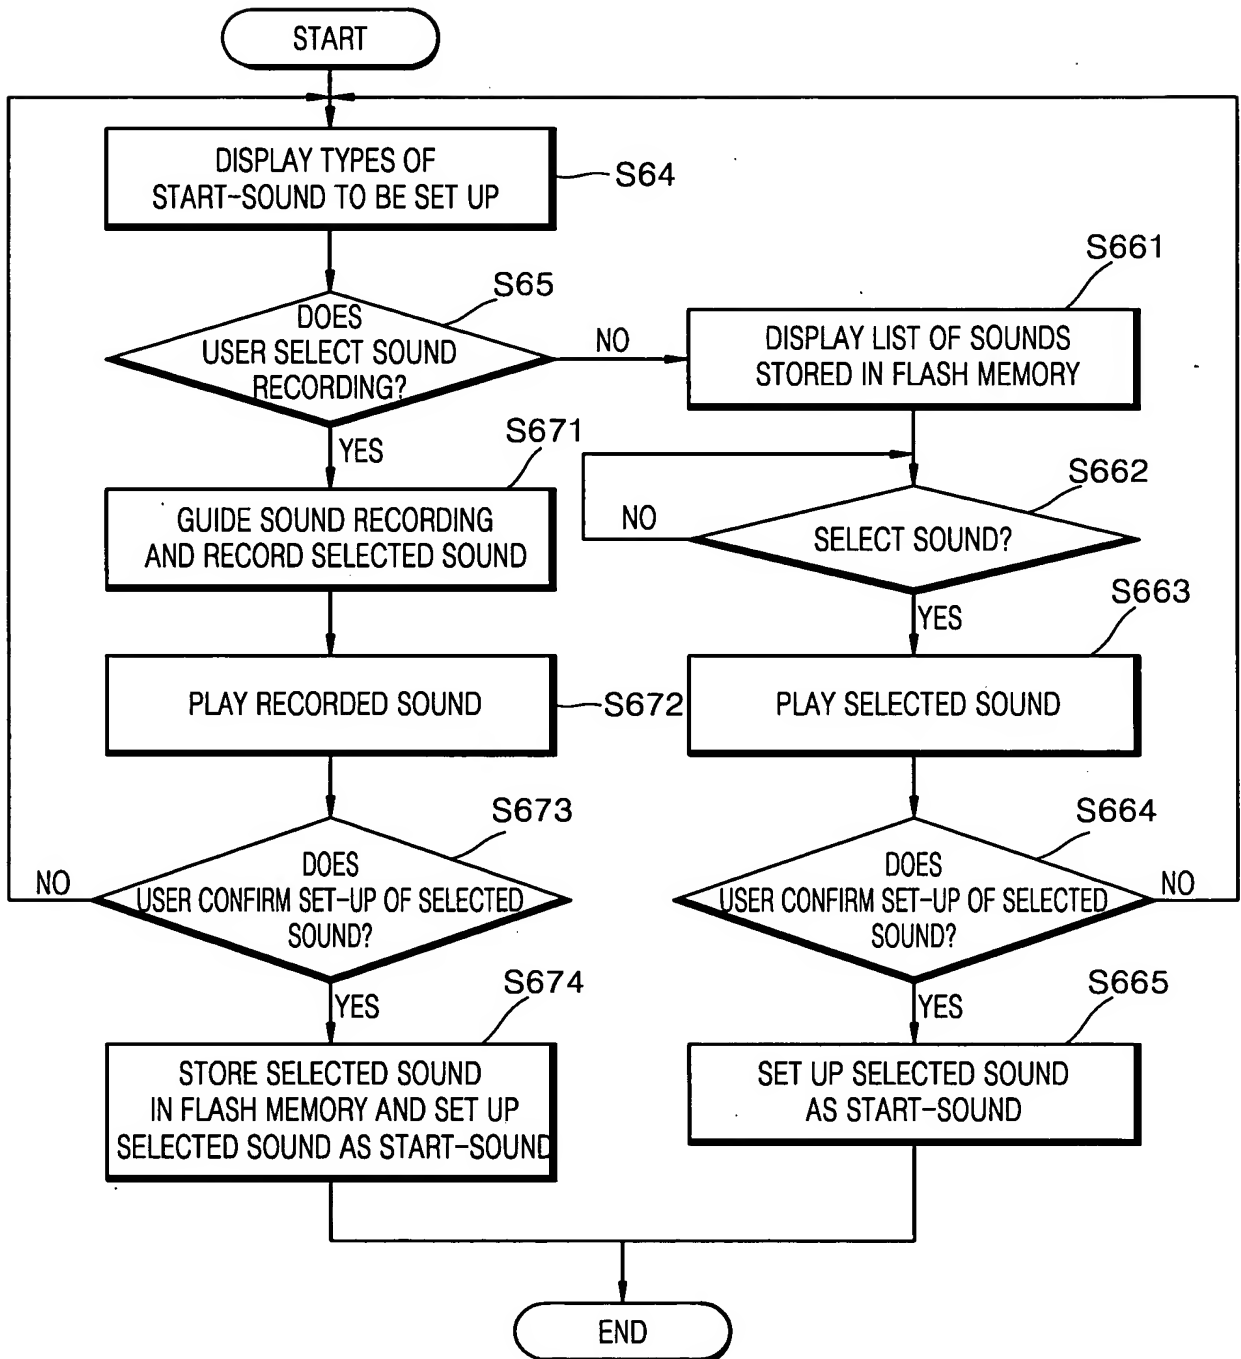 START
DISPLAY TYPES OF
START-SOUND TO BE SET UP
S64
S65
DOES
USER SELECT SOUND
RECORDING?
NO
YES
S661
DISPLAY LIST OF SOUNDS
STORED IN FLASH MEMORY
S671
GUIDE SOUND RECORDING
AND RECORD SELECTED SOUND
S662
SELECT SOUND?
NO
YES
S663
PLAY RECORDED SOUND
S672
PLAY SELECTED SOUND
S673
DOES
USER CONFIRM SET-UP OF SELECTED
SOUND?
NO
YES
S664
DOES
USER CONFIRM SET-UP OF SELECTED
SOUND?
NO
YES
S674
STORE SELECTED SOUND
IN FLASH MEMORY AND SET UP
SELECTED SOUND AS START-SOUND
S665
SET UP SELECTED SOUND
AS START-SOUND
END